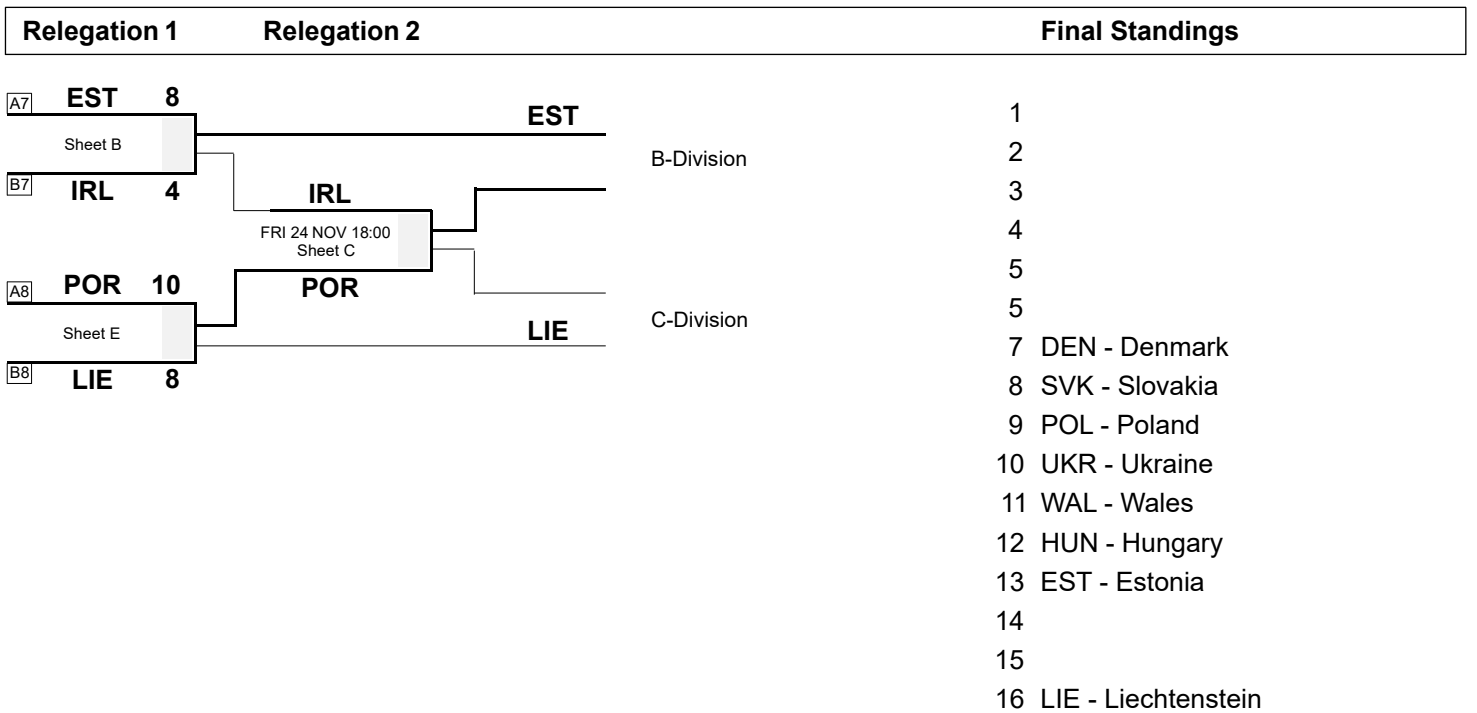 Relegation 1 Relegation 2 Final Standings
A7 EST 8
Sheet B
B7 IRL 4
EST
B-Division
IRL
FRI 24 NOV 18:00
Sheet C
POR
A8 POR 10
Sheet E
B8 LIE 8
LIE
C-Division
1
2
3
4
5
5
7 DEN - Denmark
8 SVK - Slovakia
9 POL - Poland
10 UKR - Ukraine
11 WAL - Wales
12 HUN - Hungary
13 EST - Estonia
14
15
16 LIE - Liechtenstein